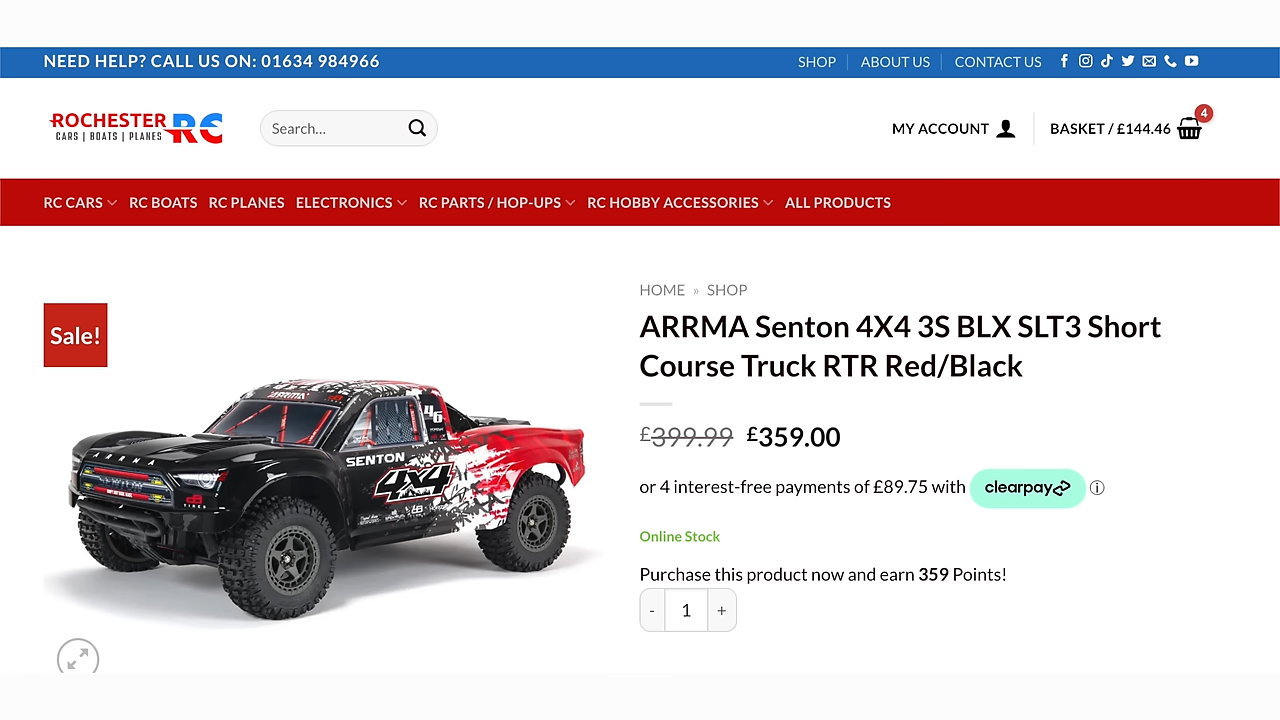 NEED HELP? CALL US ON: 01634 984966
SHOP
ABOUT US
CONTACT US
ROCHESTER RC
CARS | BOATS | PLANES
Search...
MY ACCOUNT
BASKET / £144.46
4
RC CARS
RC BOATS
RC PLANES
ELECTRONICS
RC PARTS / HOP-UPS
RC HOBBY ACCESSORIES
ALL PRODUCTS
HOME » SHOP
Sale!
ARRMA Senton 4X4 3S BLX SLT3 Short
Course Truck RTR Red/Black
£399.99 £359.00
or 4 interest-free payments of £89.75 with clearpay
Online Stock
Purchase this product now and earn 359 Points!
- 1 +
46
ARRMA
SENTON
4x4
dB